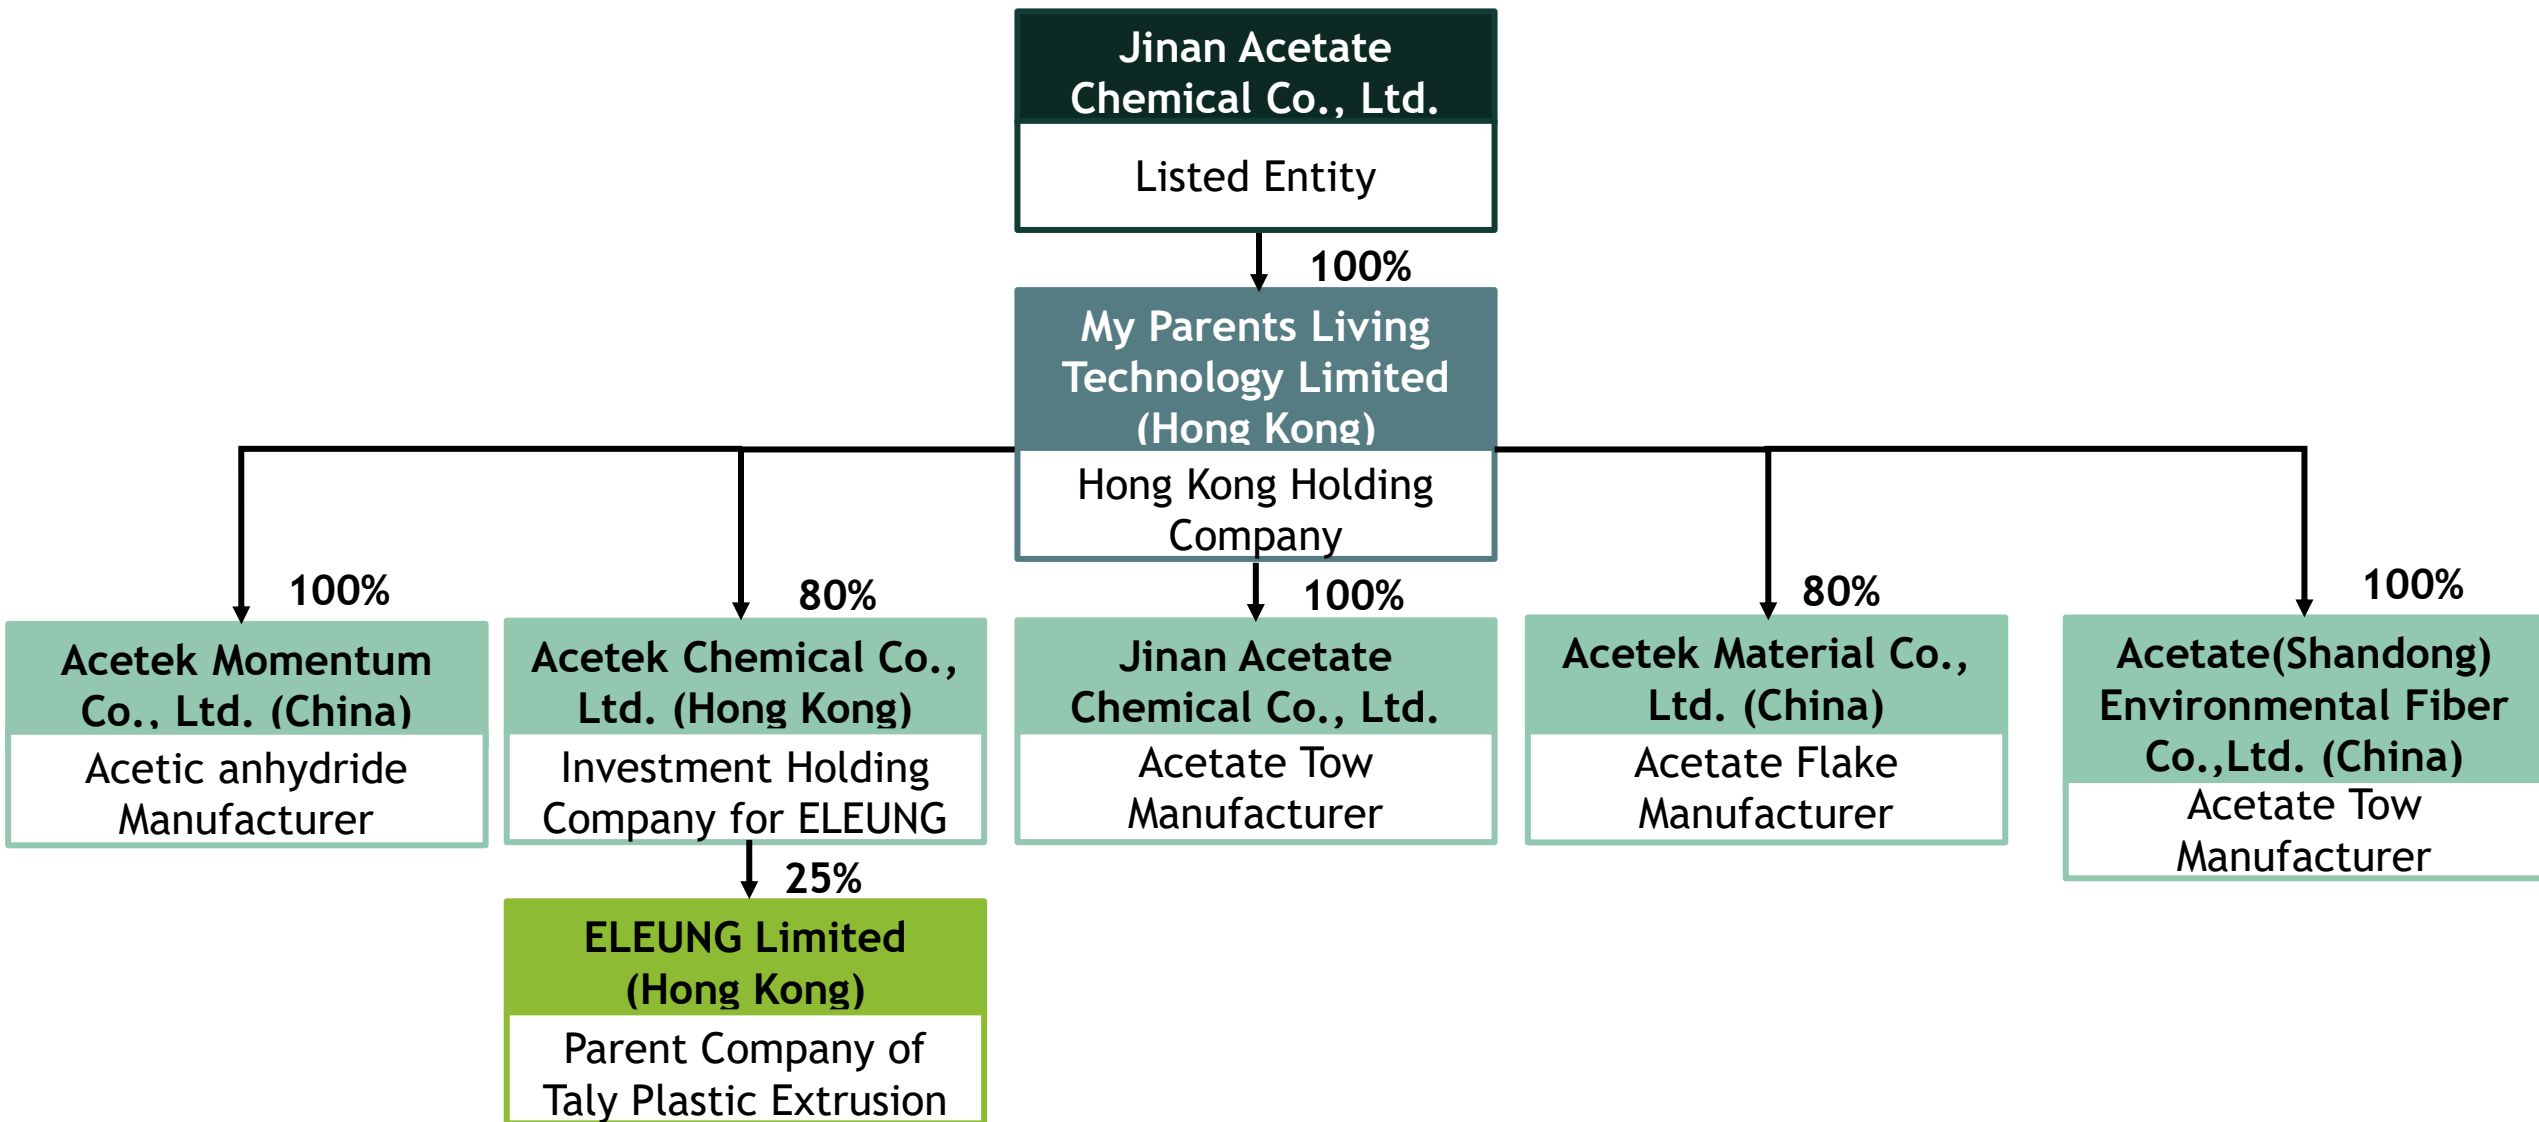 Jinan Acetate
Chemical Co., Ltd.
Listed Entity
100%
My Parents Living
Technology Limited
(Hong Kong)
Hong Kong Holding
Company
100%
Acetek Momentum
Co., Ltd. (China)
Acetic anhydride
Manufacturer
80%
Acetek Chemical Co.,
Ltd. (Hong Kong)
Investment Holding
Company for ELEUNG
100%
Jinan Acetate
Chemical Co., Ltd.
Acetate Tow
Manufacturer
80%
Acetek Material Co.,
Ltd. (China)
Acetate Flake
Manufacturer
100%
Acetate(Shandong)
Environmental Fiber
Co.,Ltd. (China)
Acetate Tow
Manufacturer
25%
ELEUNG Limited
(Hong Kong)
Parent Company of
Taly Plastic Extrusion